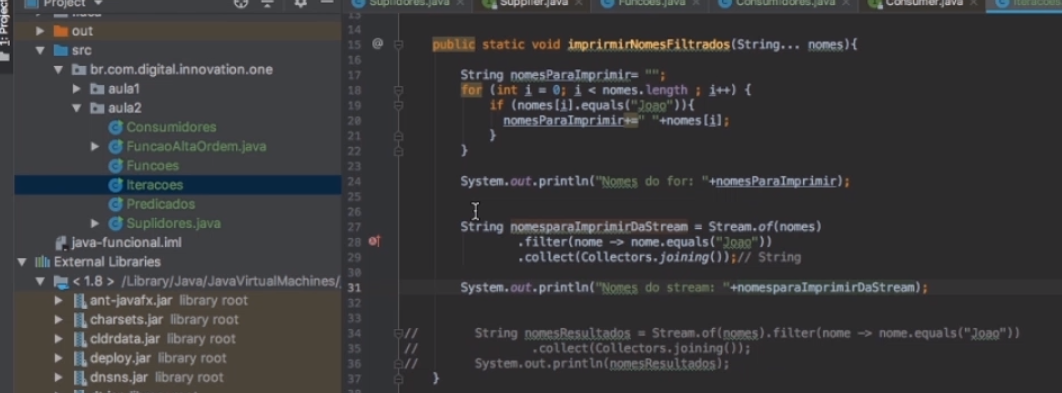 Project
1: Project
out
src
br.com.digital.innovation.one
aula1
aula2
Consumidores
FuncaoAltaOrdem.java
Funcoes
Iteracoes
Predicados
Suplidores.java
java-funcional.iml
External Libraries
< 1.8 > /Library/Java/JavaVirtualMachines/
ant-javafx.jar library root
charsets.jar library root
cldrdata.jar library root
deploy.jar library root
dnsns.jar library root
Suplidores.java Supplier.java Funcoes.java Consumidores.java Consumer.java Iteracoes
13
14
15 @ public static void imprirmirNomesFiltrados(String... nomes){
16
17 String nomesParaImprimir= "";
18 for (int i = 0; i < nomes.length ; i++) {
19 if (nomes[i].equals("Joao")){
20 nomesParaImprimir+=" "+nomes[i];
21 }
22 }
23
24 System.out.println("Nomes do for: "+nomesParaImprimir);
25
26
27 String nomesparaImprimirDaStream = Stream.of(nomes)
28 .filter(nome -> nome.equals("Joao"))
29 .collect(Collectors.joining());// String
30
31 System.out.println("Nomes do stream: "+nomesparaImprimirDaStream);
32
33
34 // String nomesResultados = Stream.of(nomes).filter(nome -> nome.equals("Joao"))
35 // .collect(Collectors.joining());
36 // System.out.println(nomesResultados);
37 }